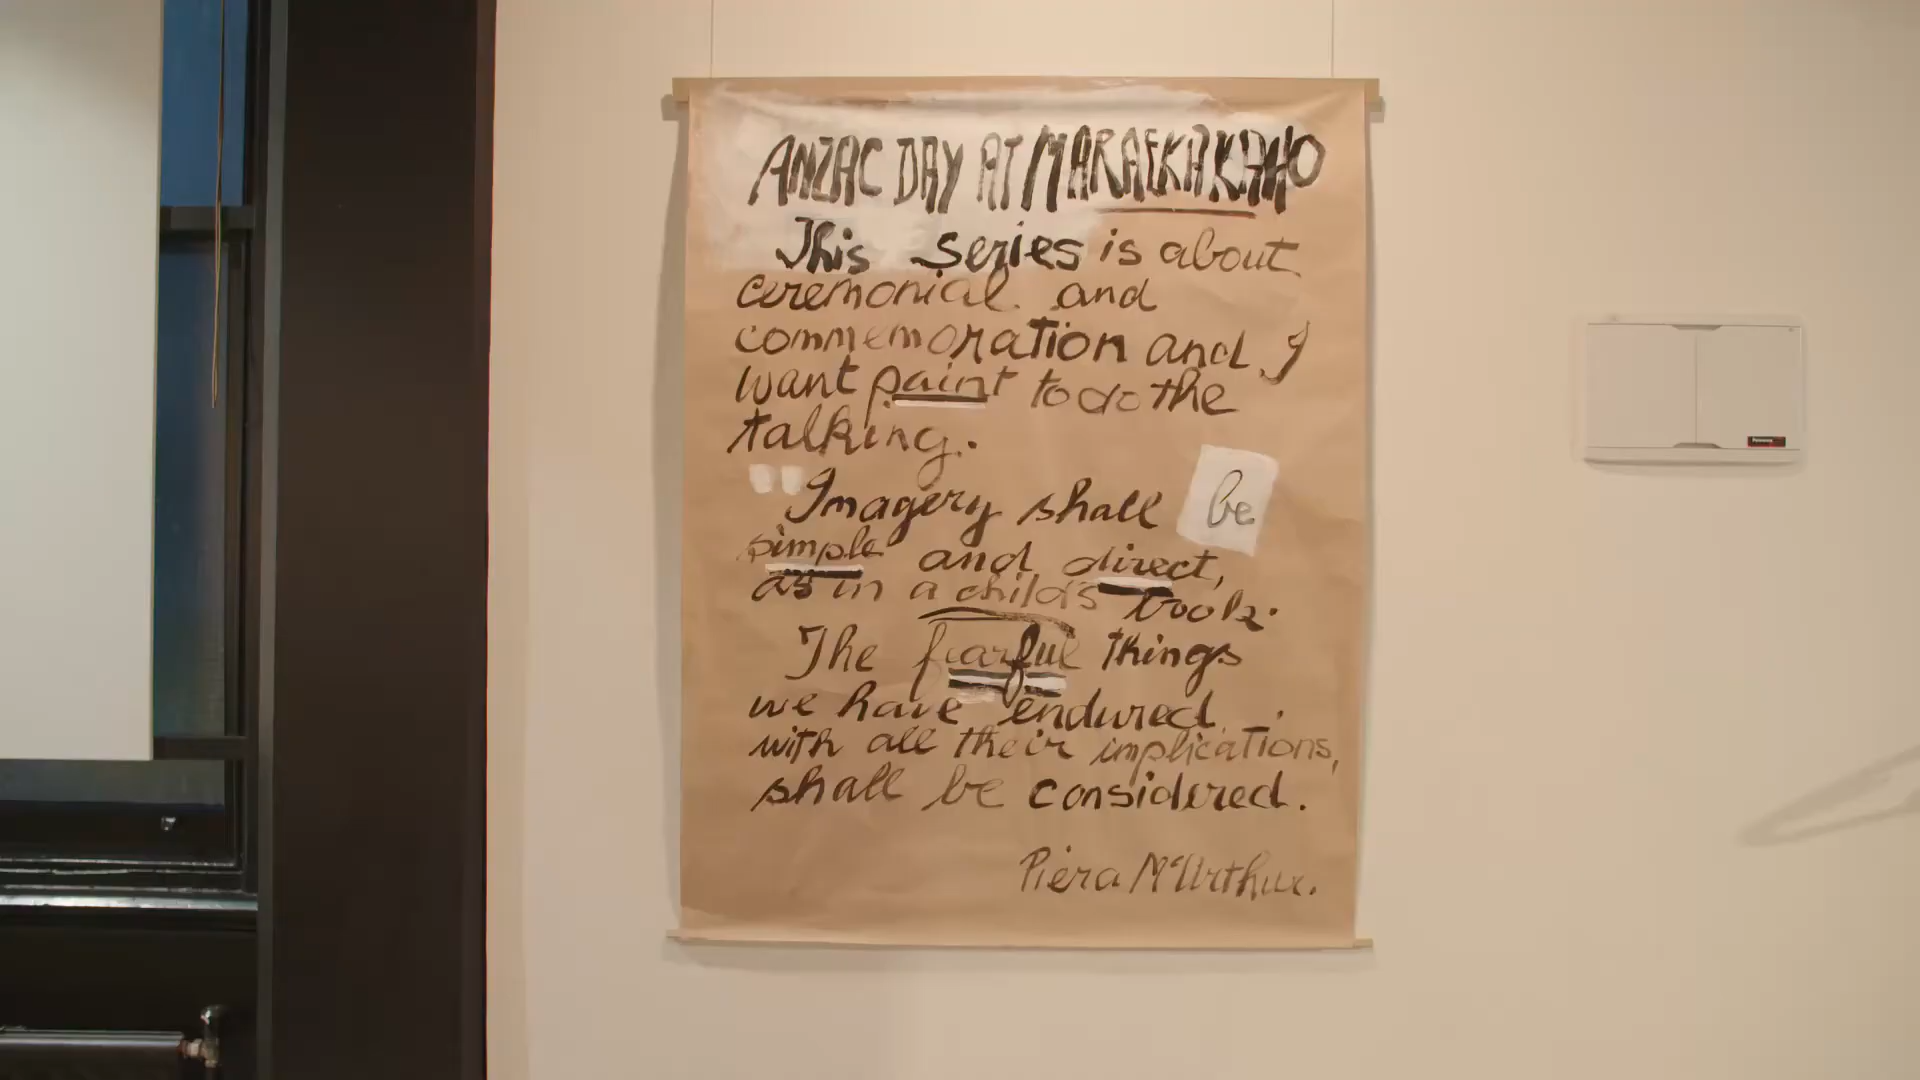 ANZAC DAY AT MARAEKAKAHO
This series is about
ceremonial and
commemoration and I
want paint to do the
talking.
"Imagery shall be
simple and direct,
as in a child's book.
The fearful things
we have endured
with all their implications,
shall be considered.
Piera McArthur.